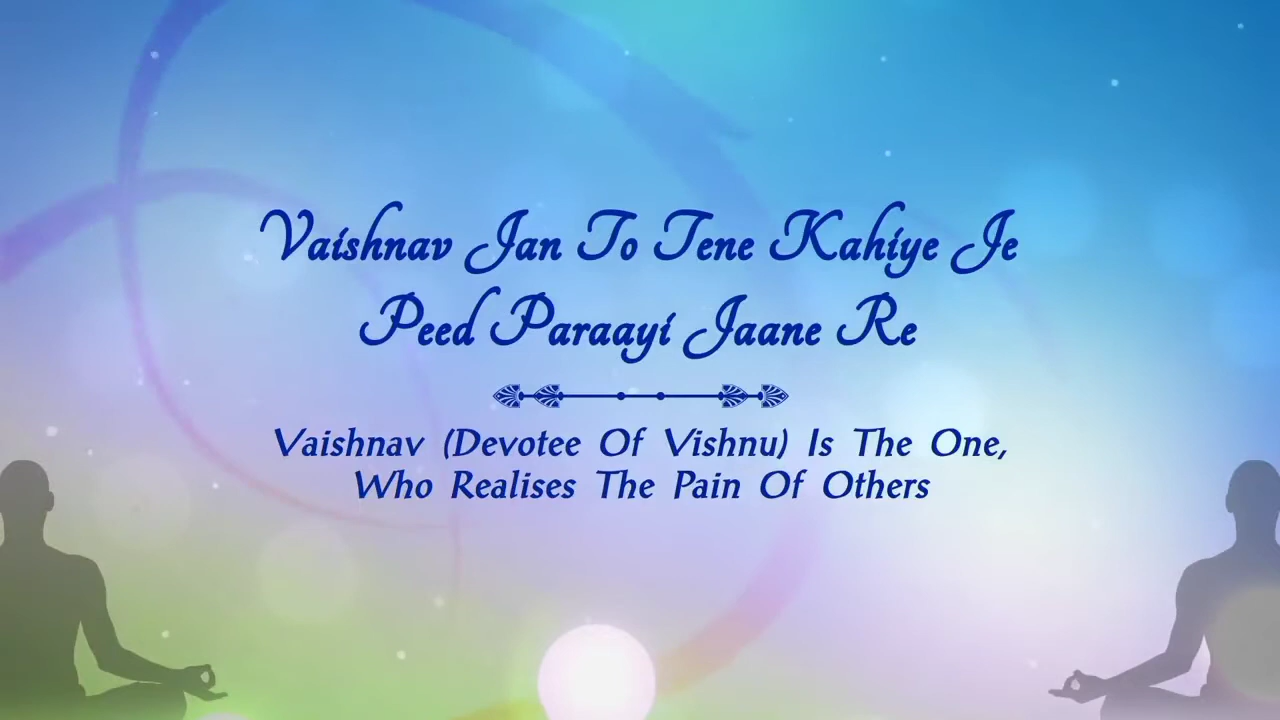 Vaishnav Jan To Tene Kahiye Je
Peed Paraayi Jaane Re
Vaishnav (Devotee Of Vishnu) Is The One,
Who Realises The Pain Of Others